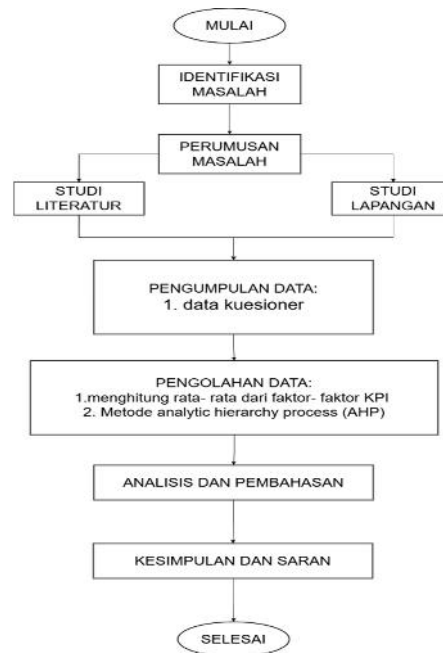 MULAI
IDENTIFIKASI
MASALAH
PERUMUSAN
MASALAH
STUDI
LITERATUR
STUDI
LAPANGAN
PENGUMPULAN DATA:
1. data kuesioner
PENGOLAHAN DATA:
1.menghitung rata- rata dari faktor- faktor KPI
2. Metode analytic hierarchy process (AHP)
ANALISIS DAN PEMBAHASAN
KESIMPULAN DAN SARAN
SELESAI